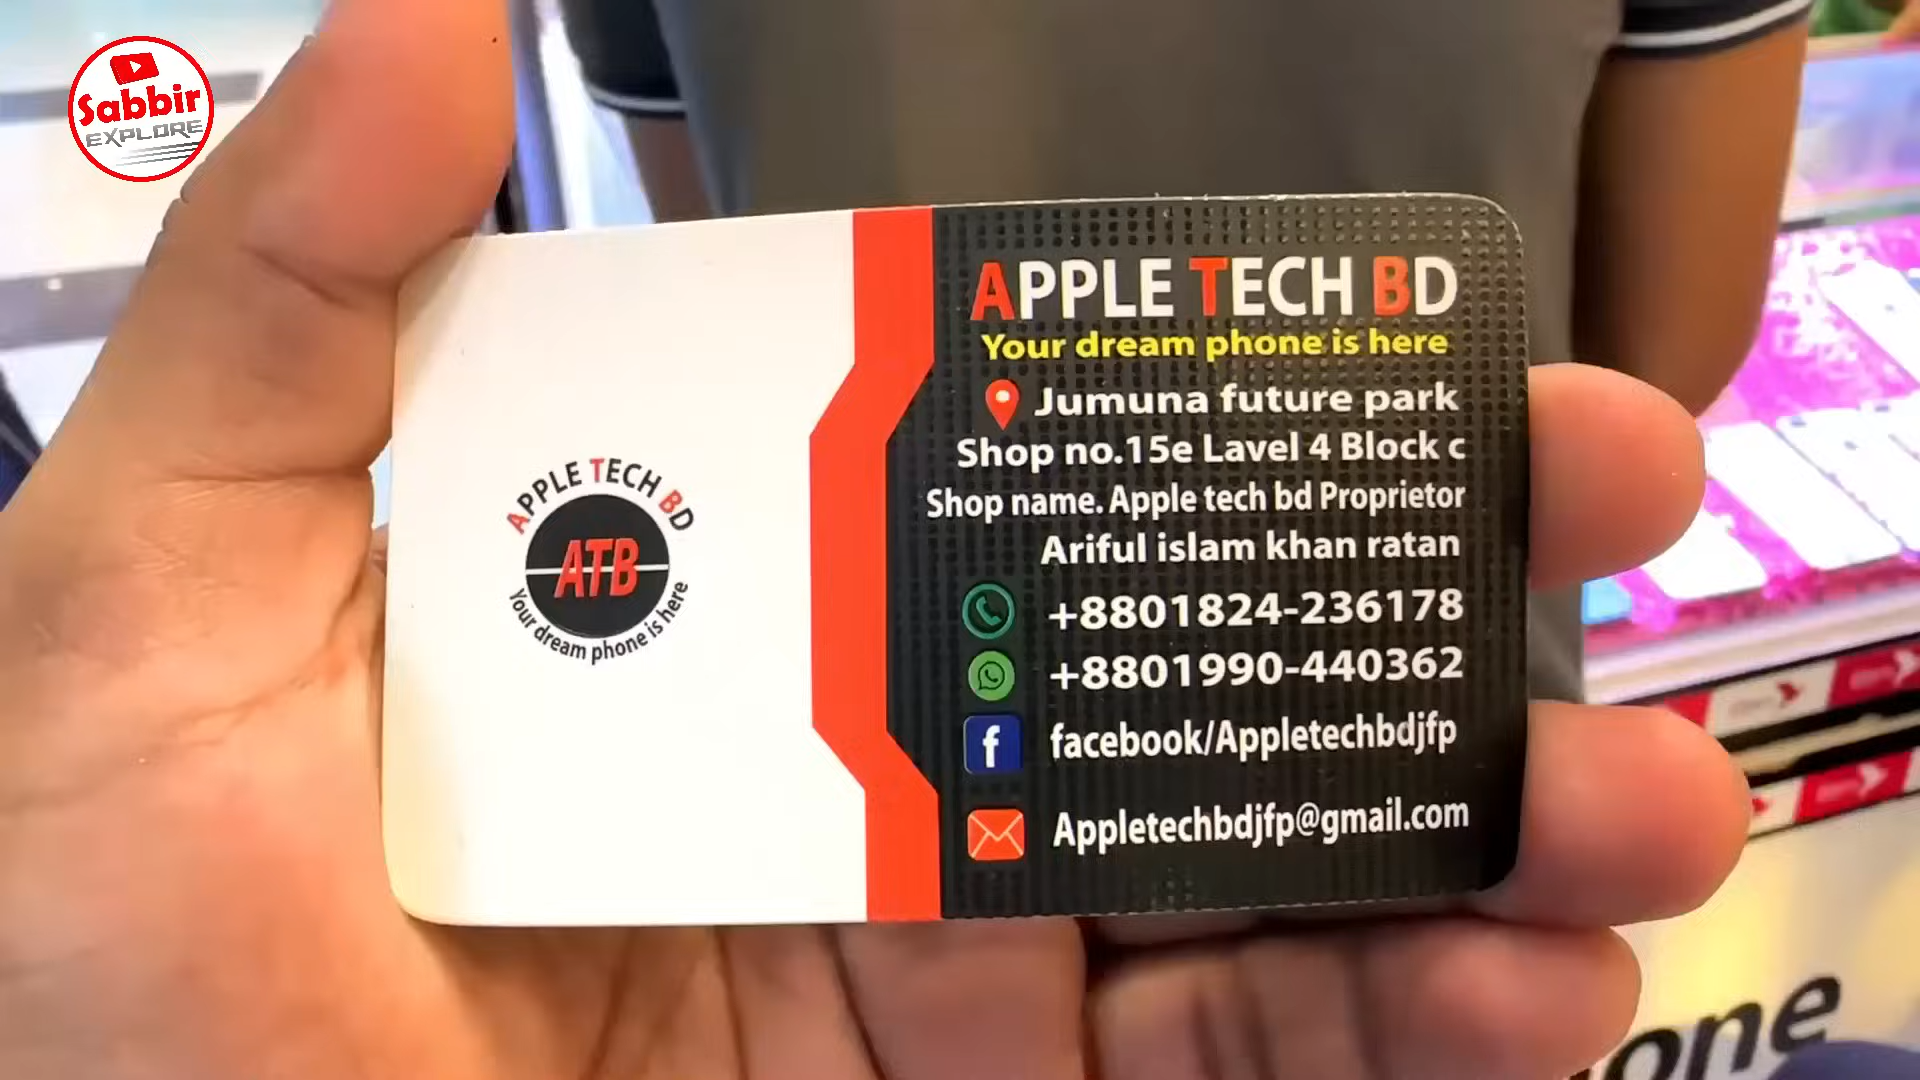 Sabbir
EXPLORE
APPLE TECH BD
ATB
Your dream phone is here
APPLE TECH BD
Your dream phone is here
Jumuna future park
Shop no.15e Lavel 4 Block c
Shop name. Apple tech bd Proprietor
Ariful islam khan ratan
+8801824-236178
+8801990-440362
f facebook/Appletechbdjfp
Appletechbdjfp@gmail.com
one